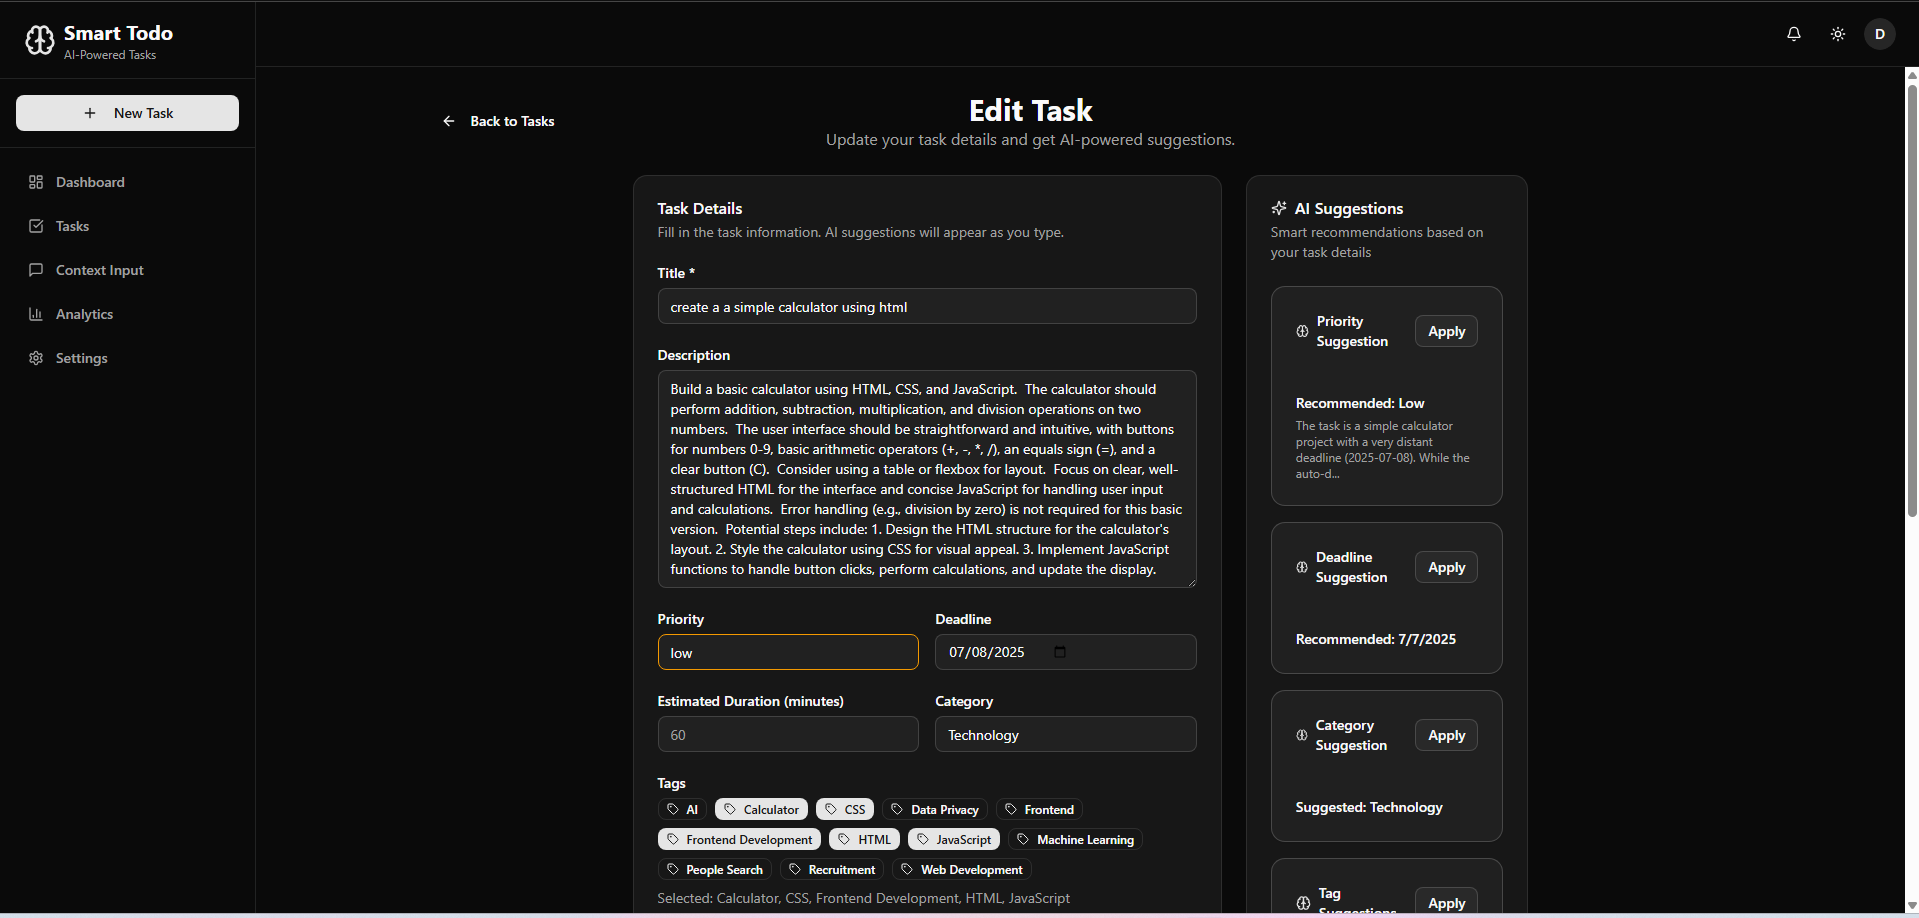 Smart Todo
AI-Powered Tasks
D
New Task
Dashboard
Tasks
Context Input
Analytics
Settings
Back to Tasks
Edit Task
Update your task details and get AI-powered suggestions.
Task Details
Fill in the task information. AI suggestions will appear as you type.
Title *
create a a simple calculator using html
Description
Build a basic calculator using HTML, CSS, and JavaScript.  The calculator should
perform addition, subtraction, multiplication, and division operations on two
numbers.  The user interface should be straightforward and intuitive, with buttons
for numbers 0-9, basic arithmetic operators (+, -, *, /), an equals sign (=), and a
clear button (C).  Consider using a table or flexbox for layout.  Focus on clear, well-
structured HTML for the interface and concise JavaScript for handling user input
and calculations.  Error handling (e.g., division by zero) is not required for this basic
version.  Potential steps include: 1. Design the HTML structure for the calculator's
layout. 2. Style the calculator using CSS for visual appeal. 3. Implement JavaScript
functions to handle button clicks, perform calculations, and update the display.
Priority
low
Deadline
07/08/2025
Estimated Duration (minutes)
60
Category
Technology
Tags
AI Calculator CSS Data Privacy Frontend
Frontend Development HTML JavaScript Machine Learning
People Search Recruitment Web Development
Selected: Calculator, CSS, Frontend Development, HTML, JavaScript
AI Suggestions
Smart recommendations based on
your task details
Priority
Suggestion
Apply
Recommended: Low
The task is a simple calculator
project with a very distant
deadline (2025-07-08). While the
auto-d...
Deadline
Suggestion
Apply
Recommended: 7/7/2025
Category
Suggestion
Apply
Suggested: Technology
Tag
Suggestions
Apply